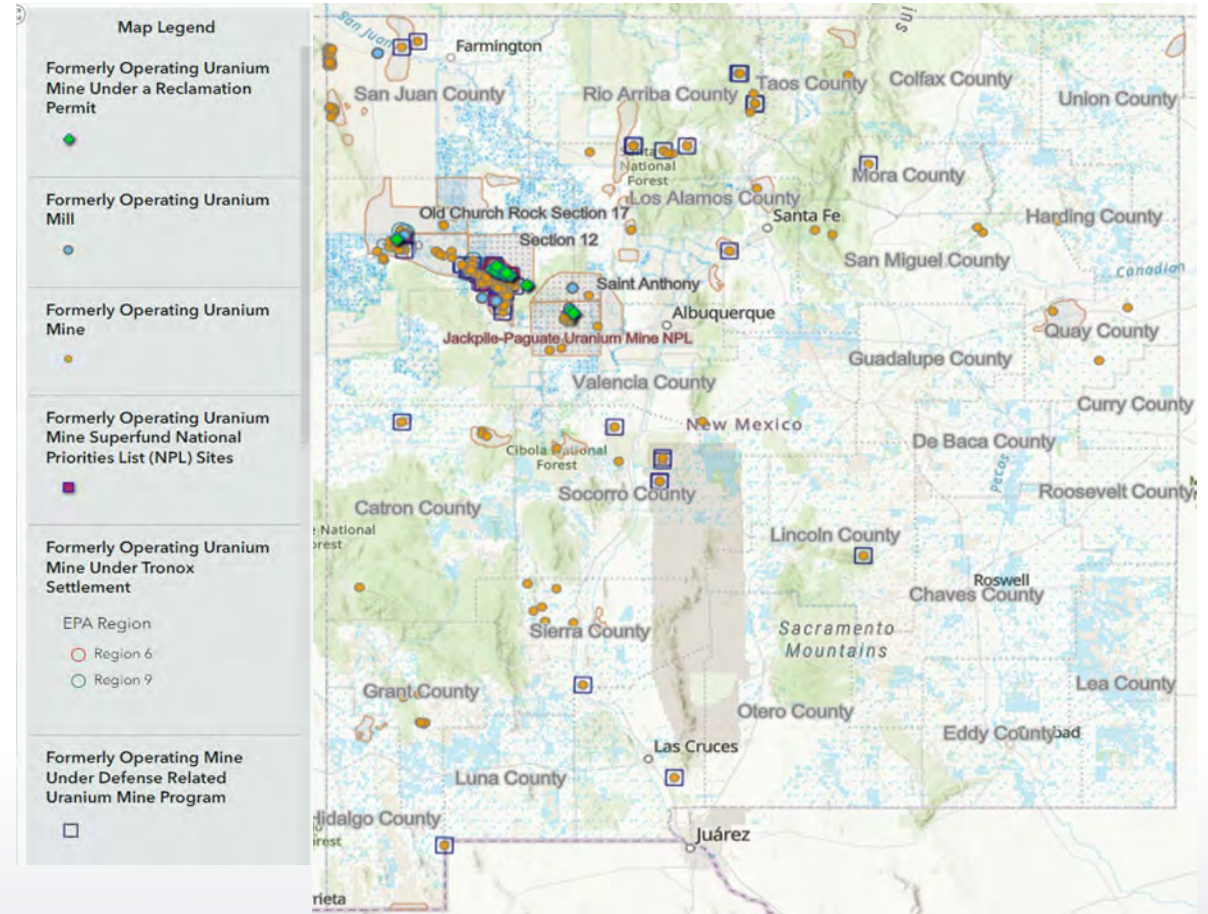 Map Legend
Formerly Operating Uranium
Mine Under a Reclamation
Permit
Formerly Operating Uranium
Mill
Formerly Operating Uranium
Mine
Formerly Operating Uranium
Mine Superfund National
Priorities List (NPL) Sites
Formerly Operating Uranium
Mine Under Tronox
Settlement
EPA Region
Region 6
Region 9
Formerly Operating Mine
Under Defense Related
Uranium Mine Program
San Juan
Farmington
San Juan County
Rio Arriba County
Taos County
Colfax County
Union County
National
Forest
Mora County
Los Alamos County
Old Church Rock Section 17
Santa Fe
Harding County
Section 12
San Miguel County
Canadian
Saint Anthony
Albuquerque
Jackpile-Paguate Uranium Mine NPL
Quay County
Guadalupe County
Valencia County
Curry County
New Mexico
De Baca County
Cibola National
Forest
Pecos
Socorro County
Roosevelt County
Catron County
National
Lincoln County
Roswell
Chaves County
Sierra County
Sacramento
Mountains
Grant County
Lea County
Otero County
Eddy County
Las Cruces
Luna County
Hidalgo County
Juárez
rieta